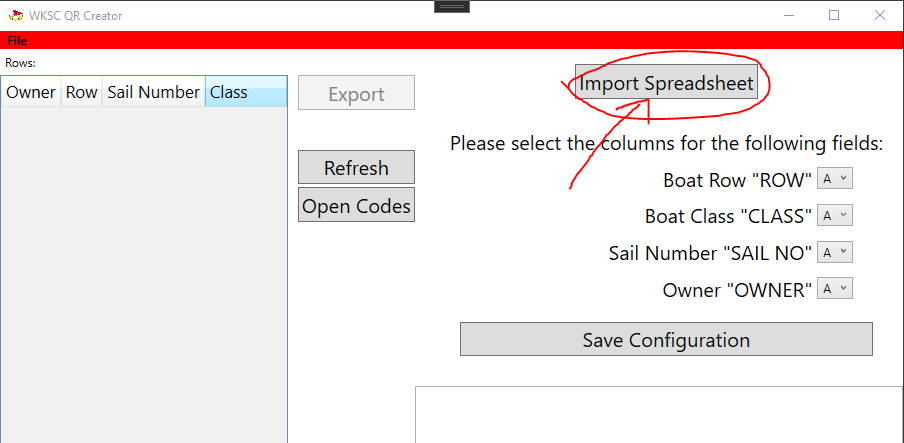 WKSC QR Creator
File
Rows:
Owner Row Sail Number Class
Export
Refresh
Open Codes
Import Spreadsheet
Please select the columns for the following fields:
Boat Row "ROW" A
Boat Class "CLASS" A
Sail Number "SAIL NO" A
Owner "OWNER" A
Save Configuration